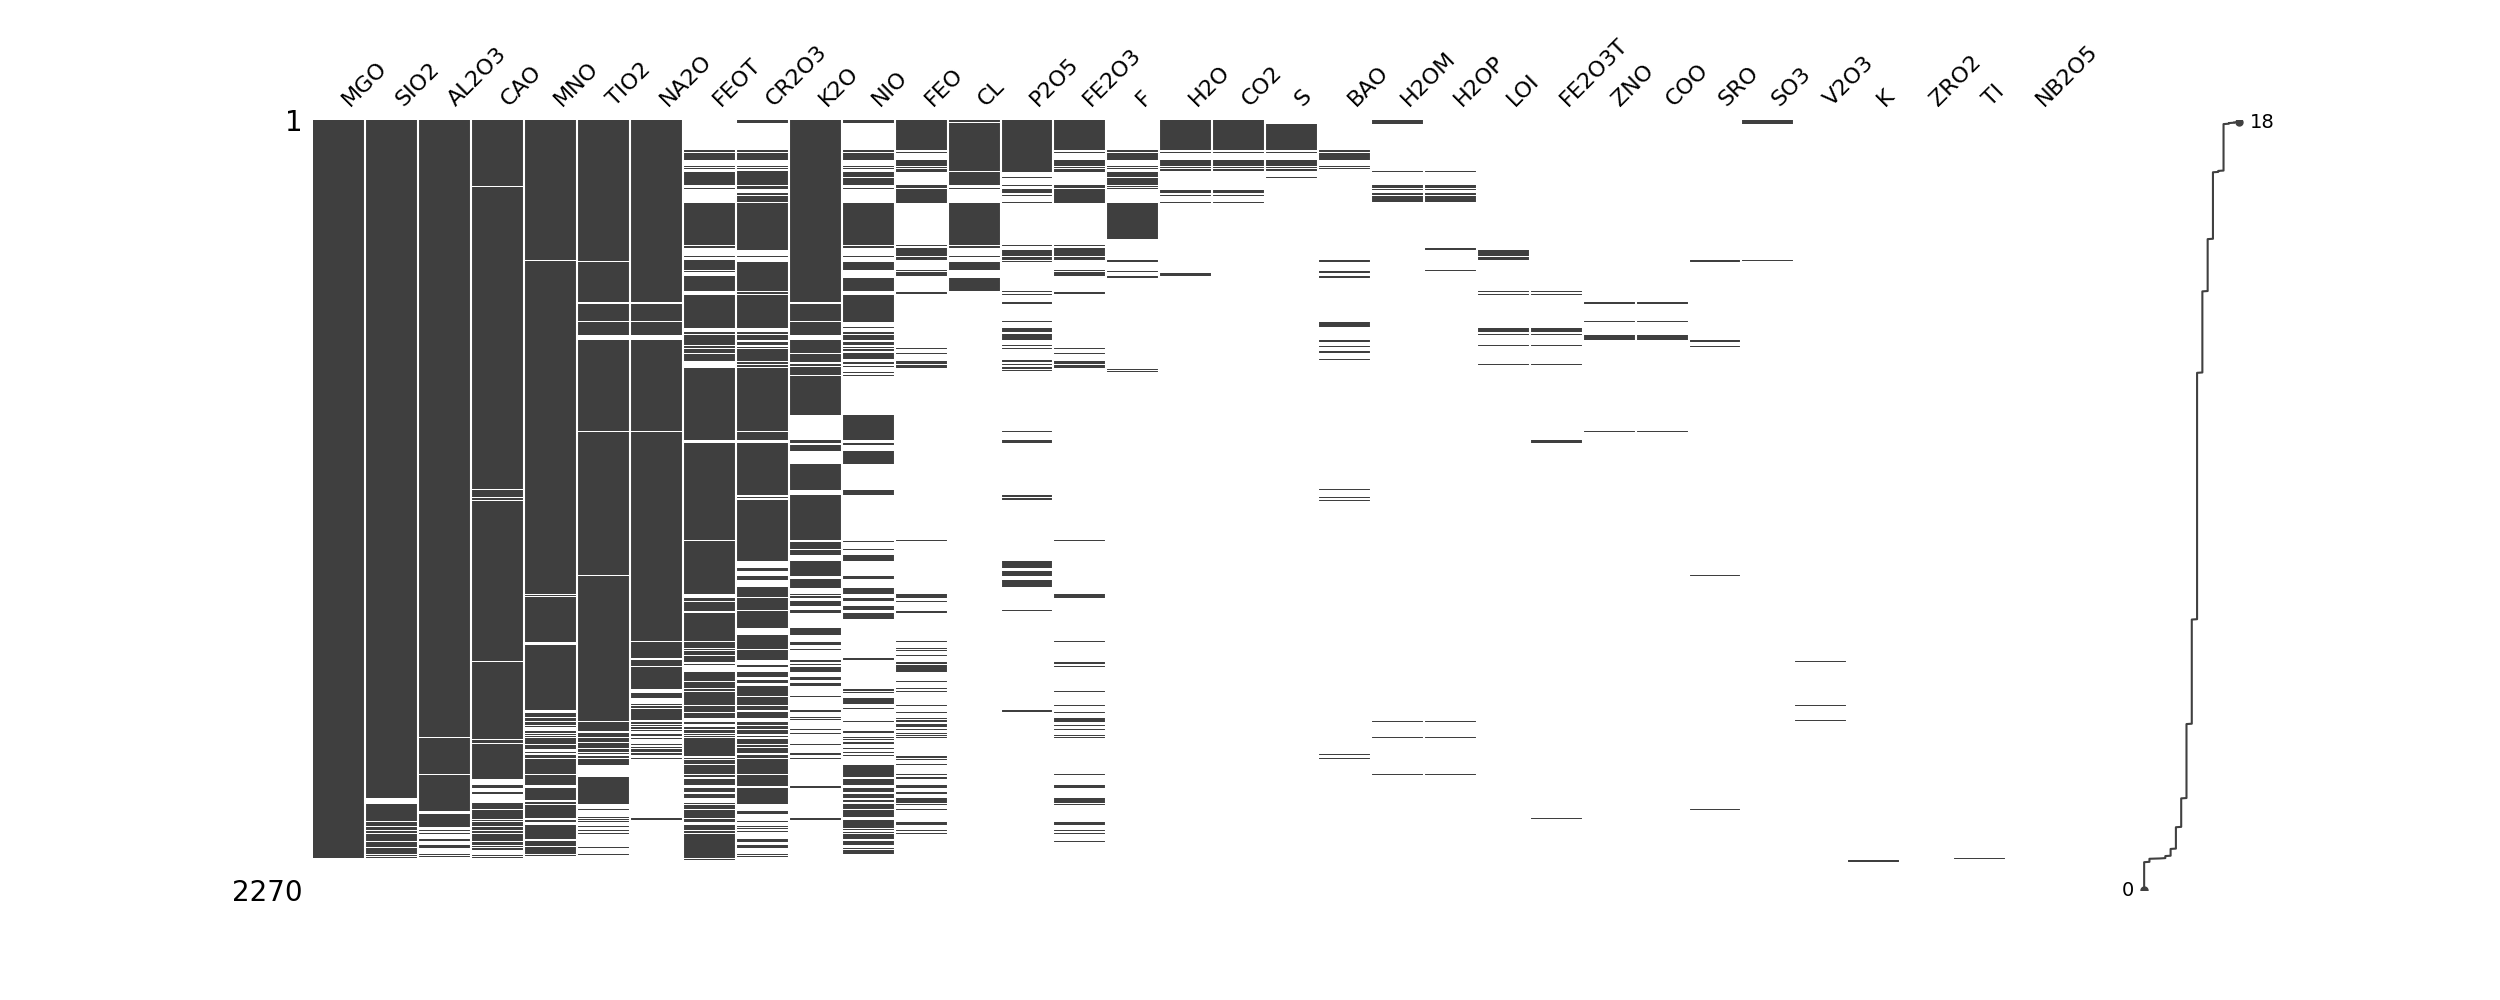 MGO SIO2 AL2O3 CAO MNO TIO2 NA2O FEOT CR2O3 K2O NIO FEO CL P2O5 FE2O3 F H2O CO2 S BAO H2OM H2OP LOI FE2O3T ZNO COO SRO SO3 V2O3 K ZRO2 TI NB2O5
1
18
2270
0